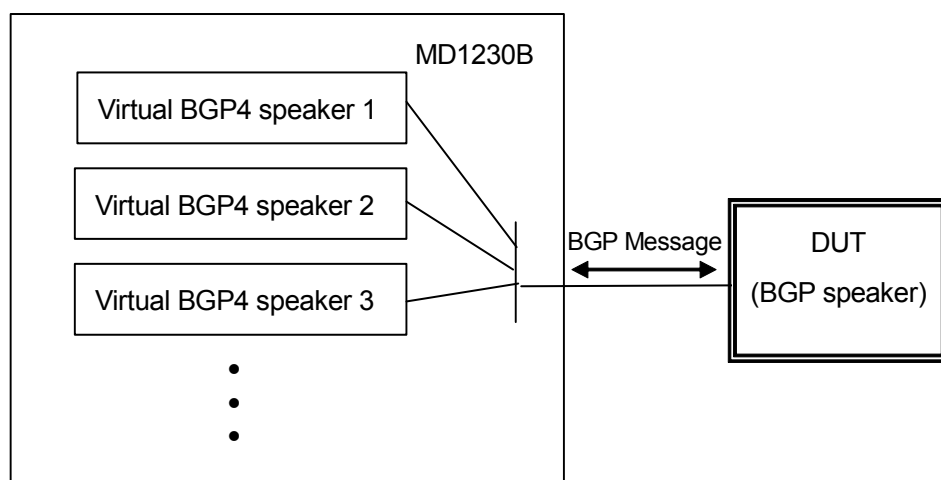 MD1230B
Virtual BGP4 speaker 1
Virtual BGP4 speaker 2
Virtual BGP4 speaker 3
BGP Message
DUT
(BGP speaker)